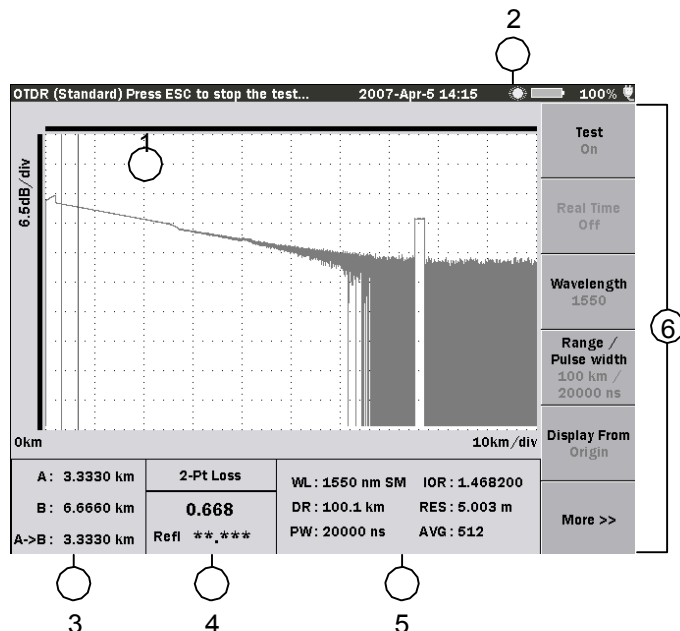 2
OTDR (Standard) Press ESC to stop the test... 2007-Apr-5 14:15 100%
1
6.5dB/div
0km 10km/div
Test
On
Real Time
Off
Wavelength
1550
Range /
Pulse width
100 km /
20000 ns
Display From
Origin
More >>
6
A: 3.3330 km
B: 6.6660 km
A->B: 3.3330 km
2-Pt Loss
0.668
Refl **.***
WL: 1550 nm SM IOR: 1.468200
DR: 100.1 km RES: 5.003 m
PW: 20000 ns AVG: 512
3 4 5